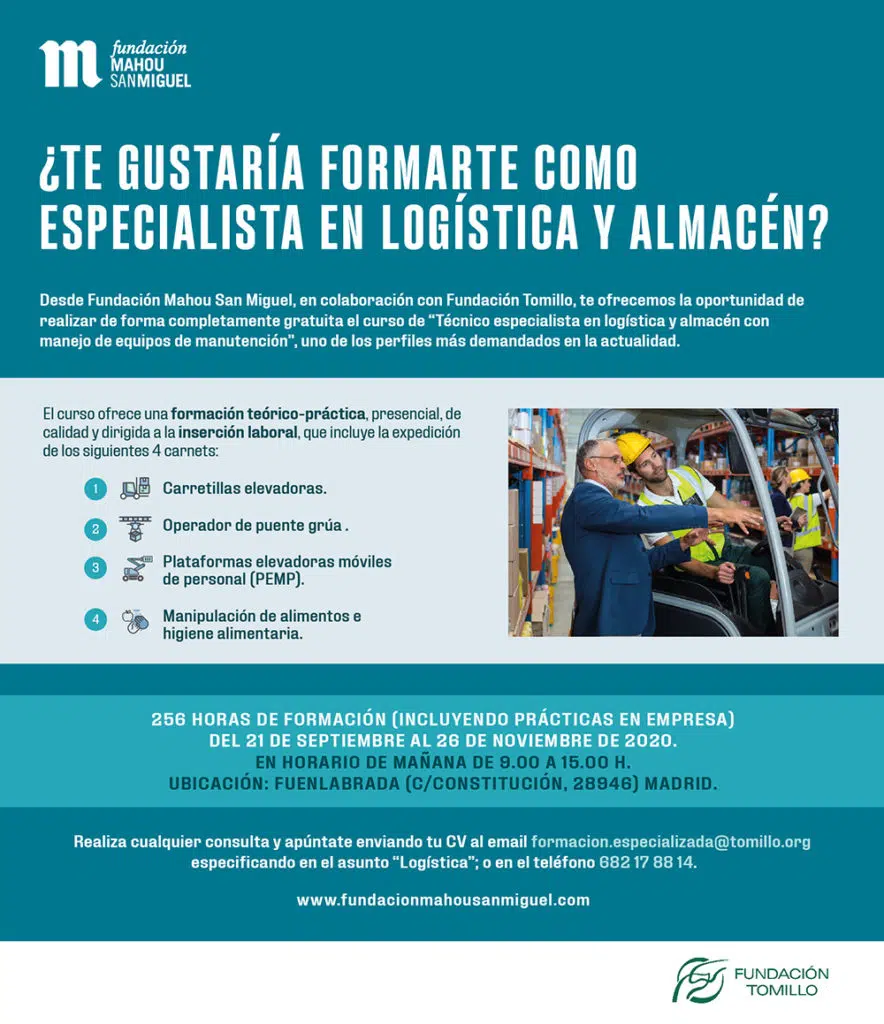 fundación
MAHOU
SANMIGUEL
¿TE GUSTARÍA FORMARTE COMO
ESPECIALISTA EN LOGÍSTICA Y ALMACÉN?
Desde Fundación Mahou San Miguel, en colaboración con Fundación Tomillo, te ofrecemos la oportunidad de
realizar de forma completamente gratuita el curso de “Técnico especialista en logística y almacén con
manejo de equipos de manutención”, uno de los perfiles más demandados en la actualidad.
El curso ofrece una formación teórico-práctica, presencial, de
calidad y dirigida a la inserción laboral, que incluye la expedición
de los siguientes 4 carnets:
1 Carretillas elevadoras.
2 Operador de puente grúa .
3 Plataformas elevadoras móviles
de personal (PEMP).
4 Manipulación de alimentos e
higiene alimentaria.
256 HORAS DE FORMACIÓN (INCLUYENDO PRÁCTICAS EN EMPRESA)
DEL 21 DE SEPTIEMBRE AL 26 DE NOVIEMBRE DE 2020.
EN HORARIO DE MAÑANA DE 9.00 A 15.00 H.
UBICACIÓN: FUENLABRADA (C/CONSTITUCIÓN, 28946) MADRID.
Realiza cualquier consulta y apúntate enviando tu CV al email formacion.especializada@tomillo.org
especificando en el asunto “Logística”; o en el teléfono 682 17 88 14.
www.fundacionmahousanmiguel.com
FUNDACIÓN
TOMILLO